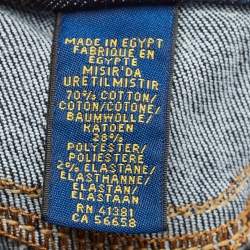 MADE IN EGYPT
FABRIQUE EN
EGYPTE
MISIR'DA
URETILMISTIR
70% COTTON/
COTON/COTONE/
BAUMWOLLE/
KATOEN
28%
POLYESTER/
POLIESTERE
2% ELASTANE/
ELASTHANNE/
ELASTAN/
ELASTAAN
RN 41381
CA 56658